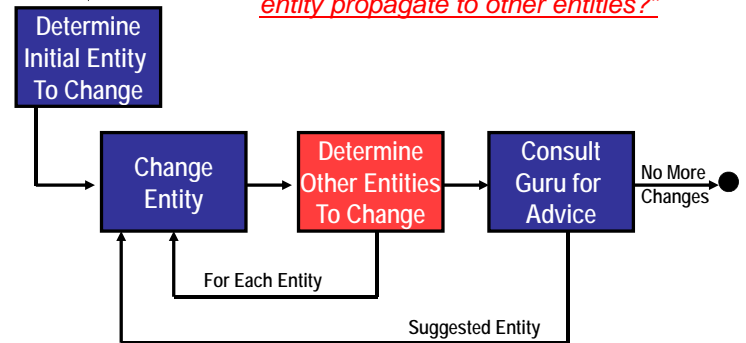 entity propagate to other entities?"
Determine
Initial Entity
To Change
Change
Entity
Determine
Other Entities
To Change
Consult
Guru for
Advice
No More
Changes
For Each Entity
Suggested Entity